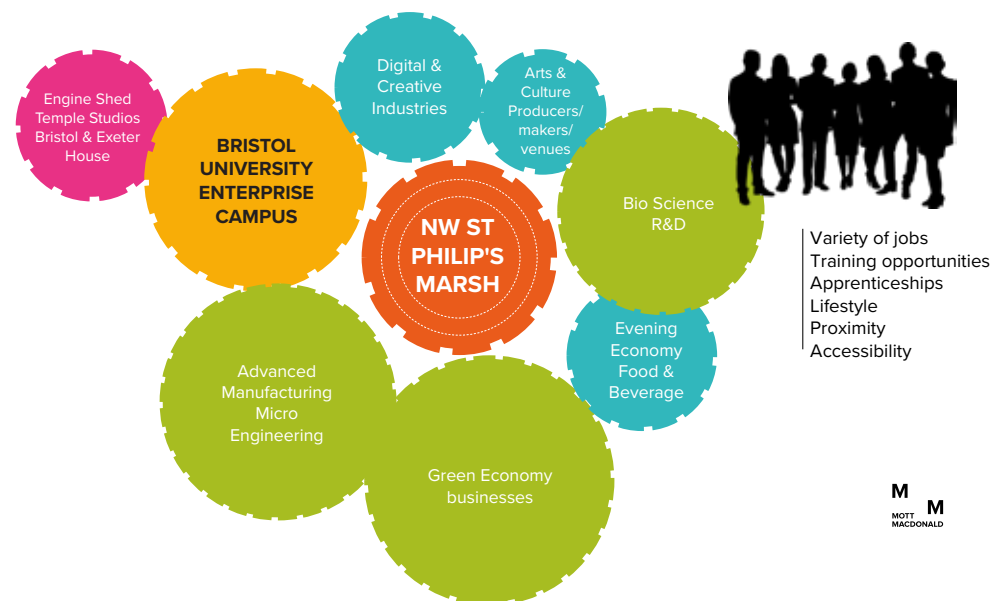 Engine Shed
Temple Studios
Bristol & Exeter
House
BRISTOL
UNIVERSITY
ENTERPRISE
CAMPUS
Digital &
Creative
Industries
Arts &
Culture
Producers/
makers/
venues
NW ST
PHILIP'S
MARSH
Bio Science
R&D
Variety of jobs
Training opportunities
Apprenticeships
Lifestyle
Proximity
Accessibility
Evening
Economy
Food &
Beverage
Advanced
Manufacturing
Micro
Engineering
Green Economy
businesses
M
M
MOTT
MACDONALD